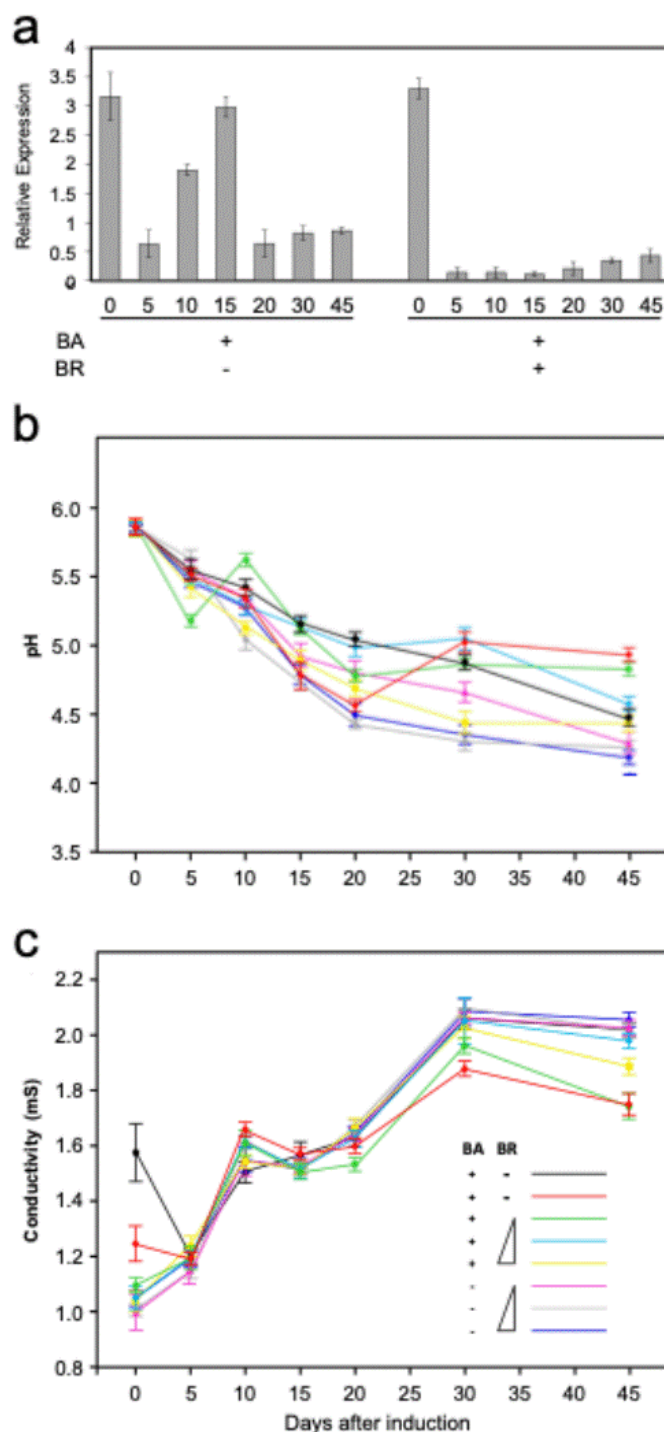 a
4
3.5
3
2.5
2
1.5
1
0.5
0
Relative Expression
0 5 10 15 20 30 45 0 5 10 15 20 30 45
BA + +
BR - +
b
6.0
5.5
5.0
4.5
4.0
3.5
pH
0 5 10 15 20 25 30 35 40 45
c
2.2
2.0
1.8
1.6
1.4
1.2
1.0
0.8
Conductivity (mS)
BA BR
+ -
+ -
+
+
+
-
-
-
0 5 10 15 20 25 30 35 40 45
Days after induction